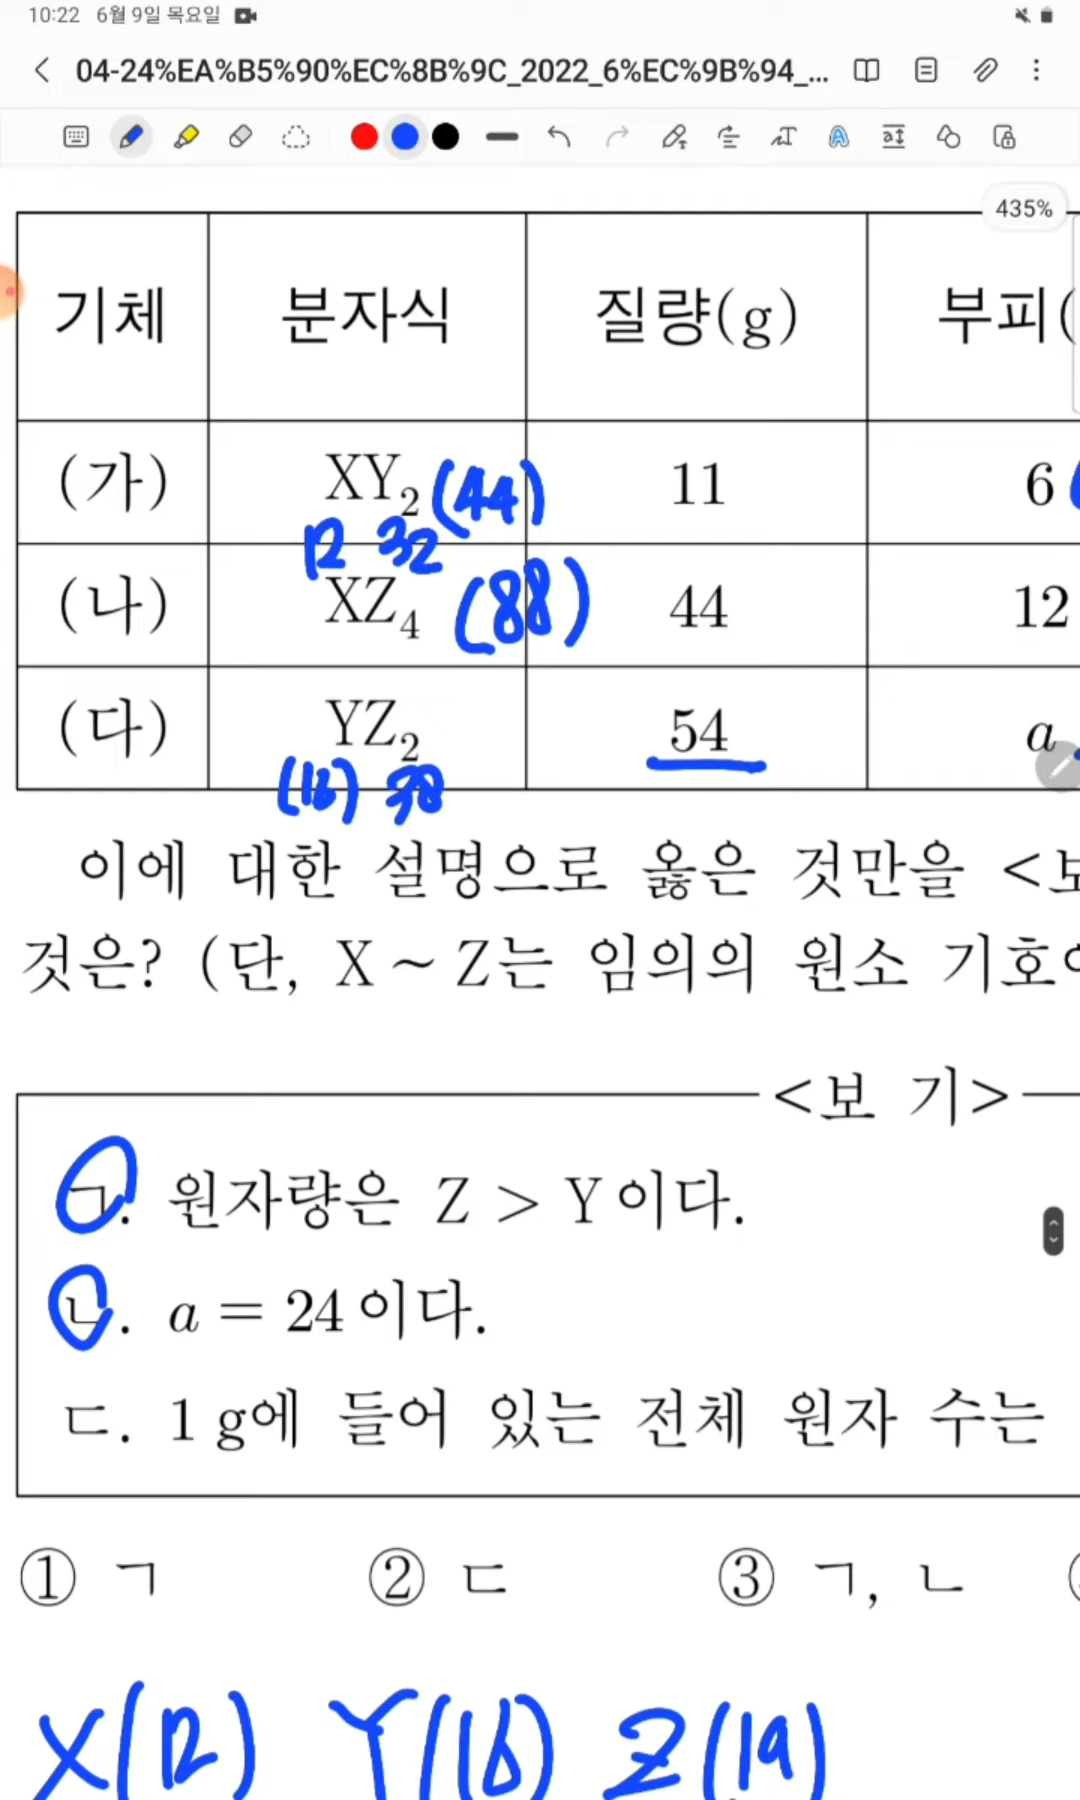 10:22 6월 9일 목요일
04-24%EA%B5%90%EC%8B%9C_2022_6%EC%9B%94_...
435%
기체 분자식 질량(g) 부피(
(가) XY₂ (44) 11 6
12 32
(나) XZ₄ (88) 44 12
(다) YZ₂ 54 a
(16) 38
이에 대한 설명으로 옳은 것만을 <보
것은? (단, X ~ Z는 임의의 원소 기호이
<보 기>
ㄱ. 원자량은 Z > Y이다.
ㄴ. a = 24이다.
ㄷ. 1 g에 들어 있는 전체 원자 수는
① ㄱ ② ㄷ ③ ㄱ, ㄴ
X(12) Y(16) Z(19)